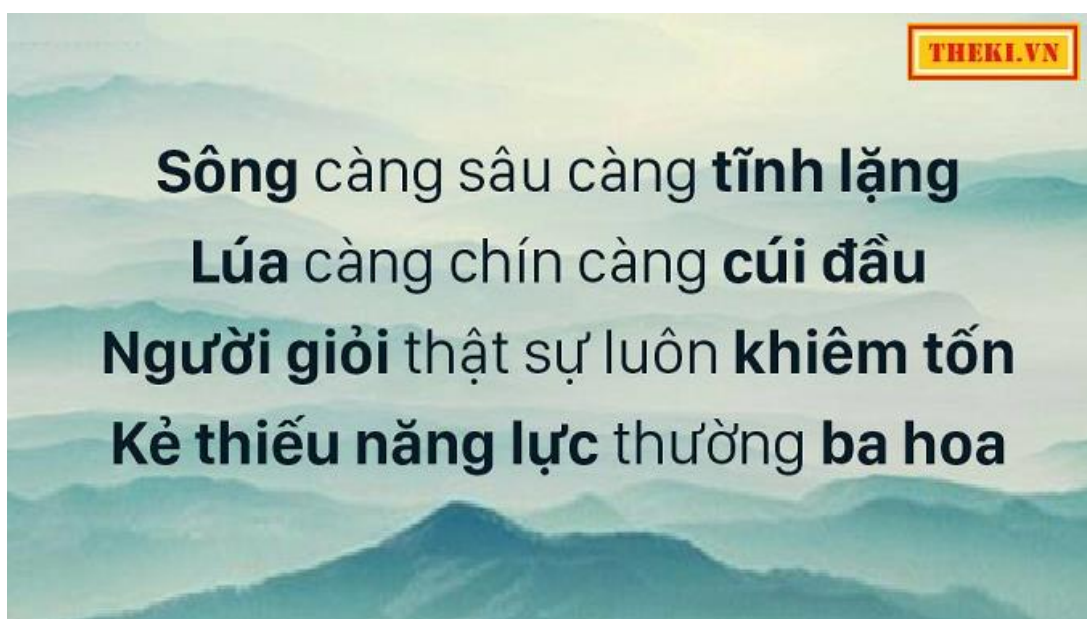 THEKI.VN
Sông càng sâu càng tĩnh lặng
Lúa càng chín càng cúi đầu
Người giỏi thật sự luôn khiêm tốn
Kẻ thiếu năng lực thường ba hoa